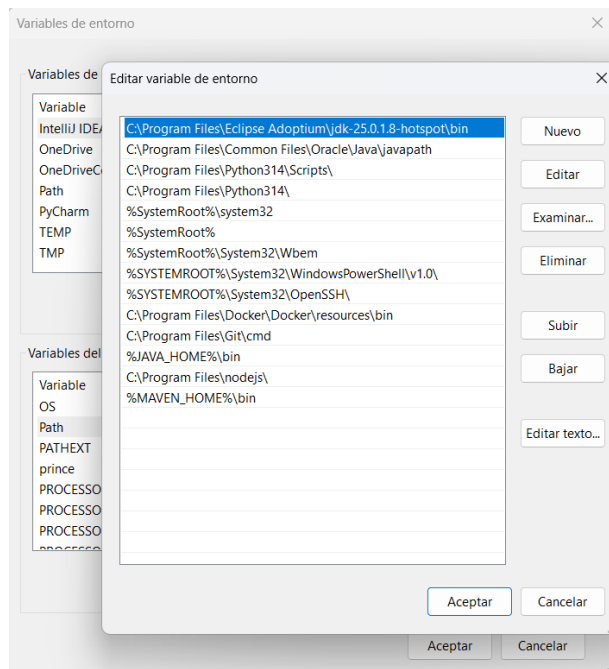 Variables de entorno
Variables de
Editar variable de entorno
Variable
IntelliJ IDEA
OneDrive
OneDriveC
Path
PyCharm
TEMP
TMP
C:\Program Files\Eclipse Adoptium\jdk-25.0.1.8-hotspot\bin
C:\Program Files\Common Files\Oracle\Java\javapath
C:\Program Files\Python314\Scripts\
C:\Program Files\Python314\
%SystemRoot%\system32
%SystemRoot%
%SystemRoot%\System32\Wbem
%SYSTEMROOT%\System32\WindowsPowerShell\v1.0\
%SYSTEMROOT%\System32\OpenSSH\
C:\Program Files\Docker\Docker\resources\bin
C:\Program Files\Git\cmd
%JAVA_HOME%\bin
C:\Program Files\nodejs\
%MAVEN_HOME%\bin
Nuevo
Editar
Examinar...
Eliminar
Subir
Bajar
Editar texto...
Variables del
Variable
OS
Path
PATHEXT
prince
PROCESSO
PROCESSO
PROCESSO
Aceptar
Cancelar
Aceptar
Cancelar